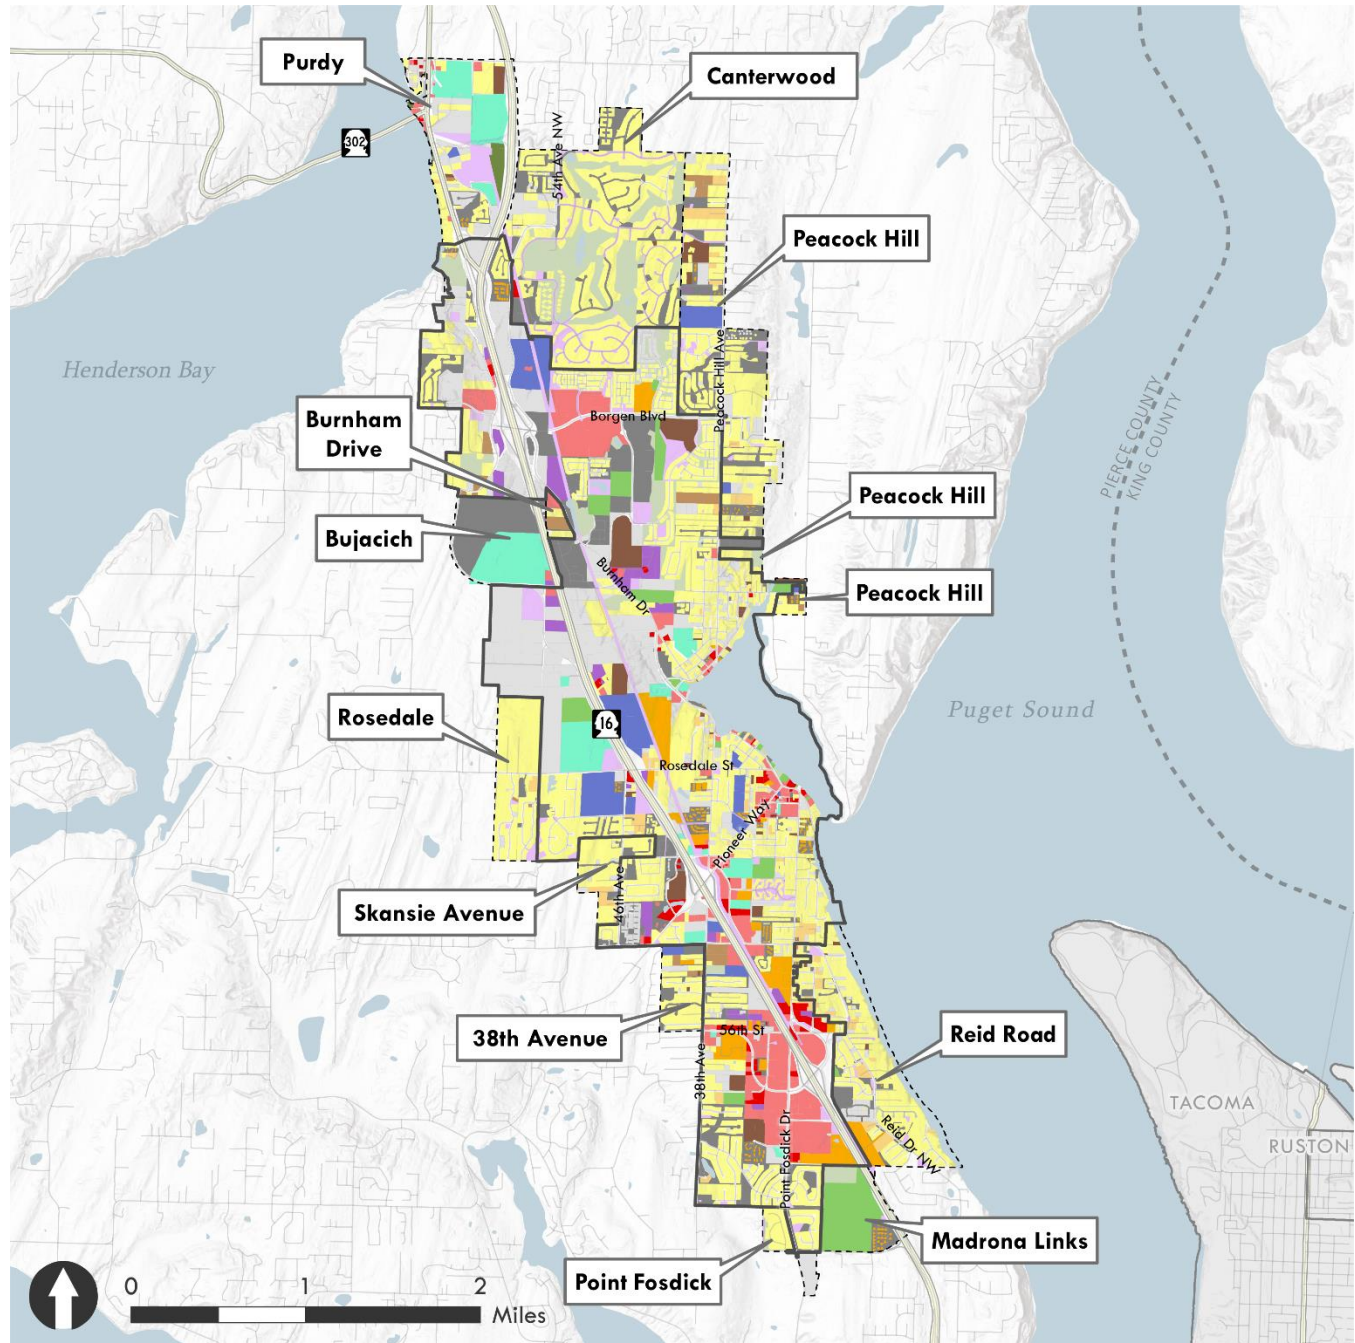 Purdy
Canterwood
302
54th Ave NW
Peacock Hill
Henderson Bay
Peacock Hill Ave
PIERCE COUNTY
KING COUNTY
Burnham
Drive
Borgen Blvd
Peacock Hill
Bujacich
Burnham Dr
Peacock Hill
Rosedale
16
Puget Sound
Rosedale St
Pioneer Way
Skansie Avenue
46th Ave
38th Avenue
56th St
Reid Road
38th Ave
TACOMA
Point Fosdick Dr
Reid Dr NW
RUSTON
Madrona Links
Point Fosdick
0 1 2
Miles